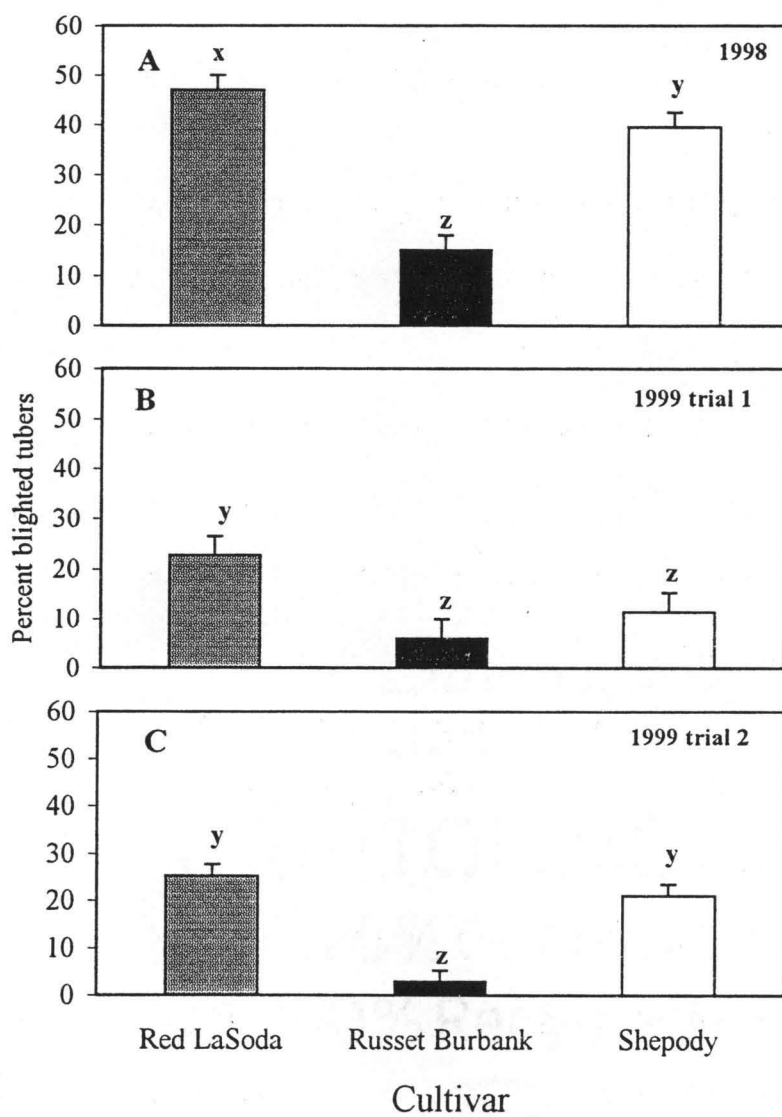 60
A
x
1998
50
y
40
30
z
20
10
0
60
B
1999 trial 1
50
40
y
30
z
z
20
10
0
60
C
1999 trial 2
50
40
y
y
30
20
z
10
0
Percent blighted tubers
Red LaSoda Russet Burbank Shepody
Cultivar